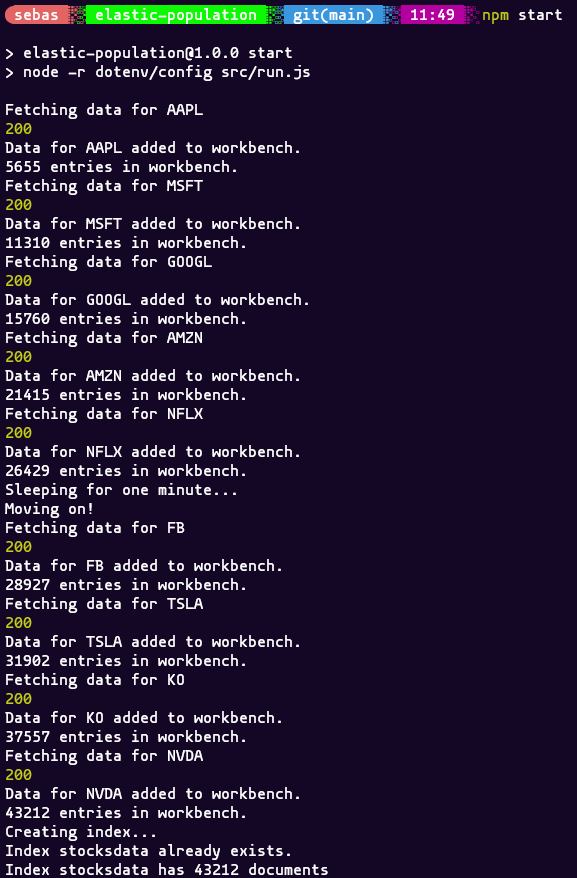 sebas elastic-population git(main) 11:49 npm start
> elastic-population@1.0.0 start
> node -r dotenv/config src/run.js
Fetching data for AAPL
200
Data for AAPL added to workbench.
5655 entries in workbench.
Fetching data for MSFT
200
Data for MSFT added to workbench.
11310 entries in workbench.
Fetching data for GOOGL
200
Data for GOOGL added to workbench.
15760 entries in workbench.
Fetching data for AMZN
200
Data for AMZN added to workbench.
21415 entries in workbench.
Fetching data for NFLX
200
Data for NFLX added to workbench.
26429 entries in workbench.
Sleeping for one minute...
Moving on!
Fetching data for FB
200
Data for FB added to workbench.
28927 entries in workbench.
Fetching data for TSLA
200
Data for TSLA added to workbench.
31902 entries in workbench.
Fetching data for KO
200
Data for KO added to workbench.
37557 entries in workbench.
Fetching data for NVDA
200
Data for NVDA added to workbench.
43212 entries in workbench.
Creating index...
Index stocksdata already exists.
Index stocksdata has 43212 documents